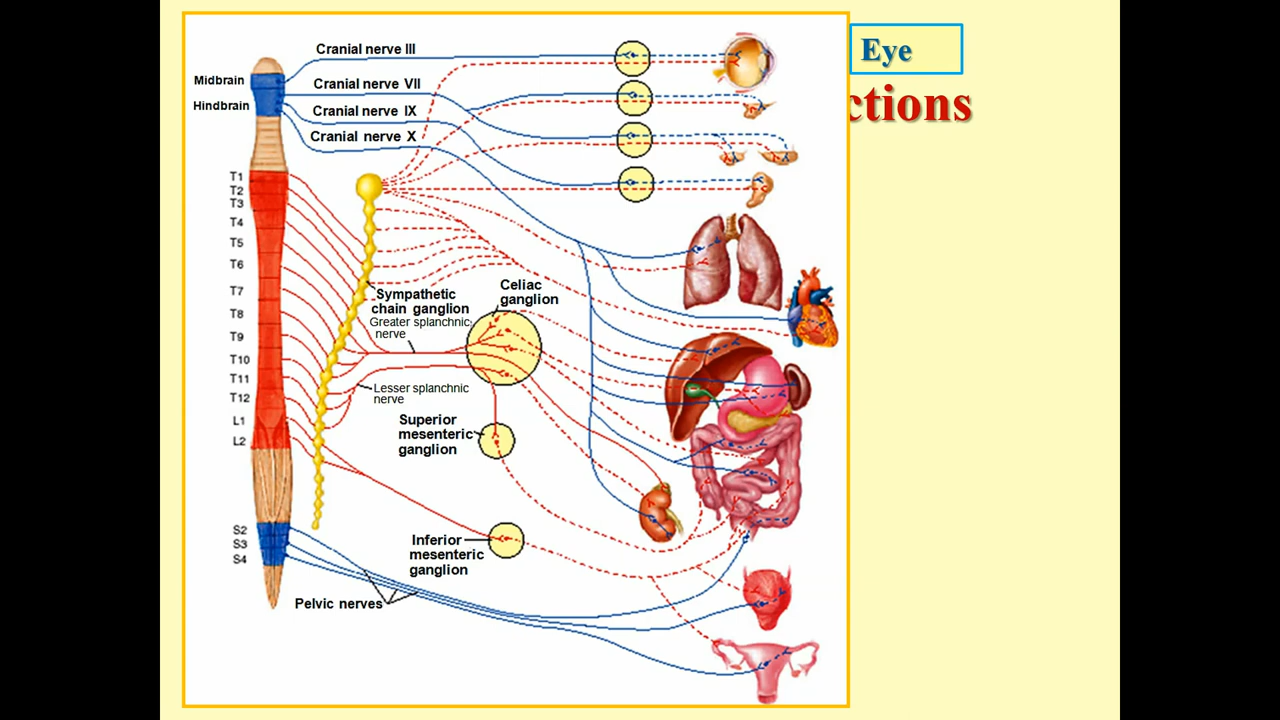 Eye
ctions
Cranial nerve III
Cranial nerve VII
Cranial nerve IX
Cranial nerve X
Midbrain
Hindbrain
T1
T2
T3
T4
T5
T6
T7
T8
T9
T10
T11
T12
L1
L2
S2
S3
S4
Sympathetic
chain ganglion
Greater splanchnic
nerve
Celiac
ganglion
Lesser splanchnic
nerve
Superior
mesenteric
ganglion
Inferior
mesenteric
ganglion
Pelvic nerves